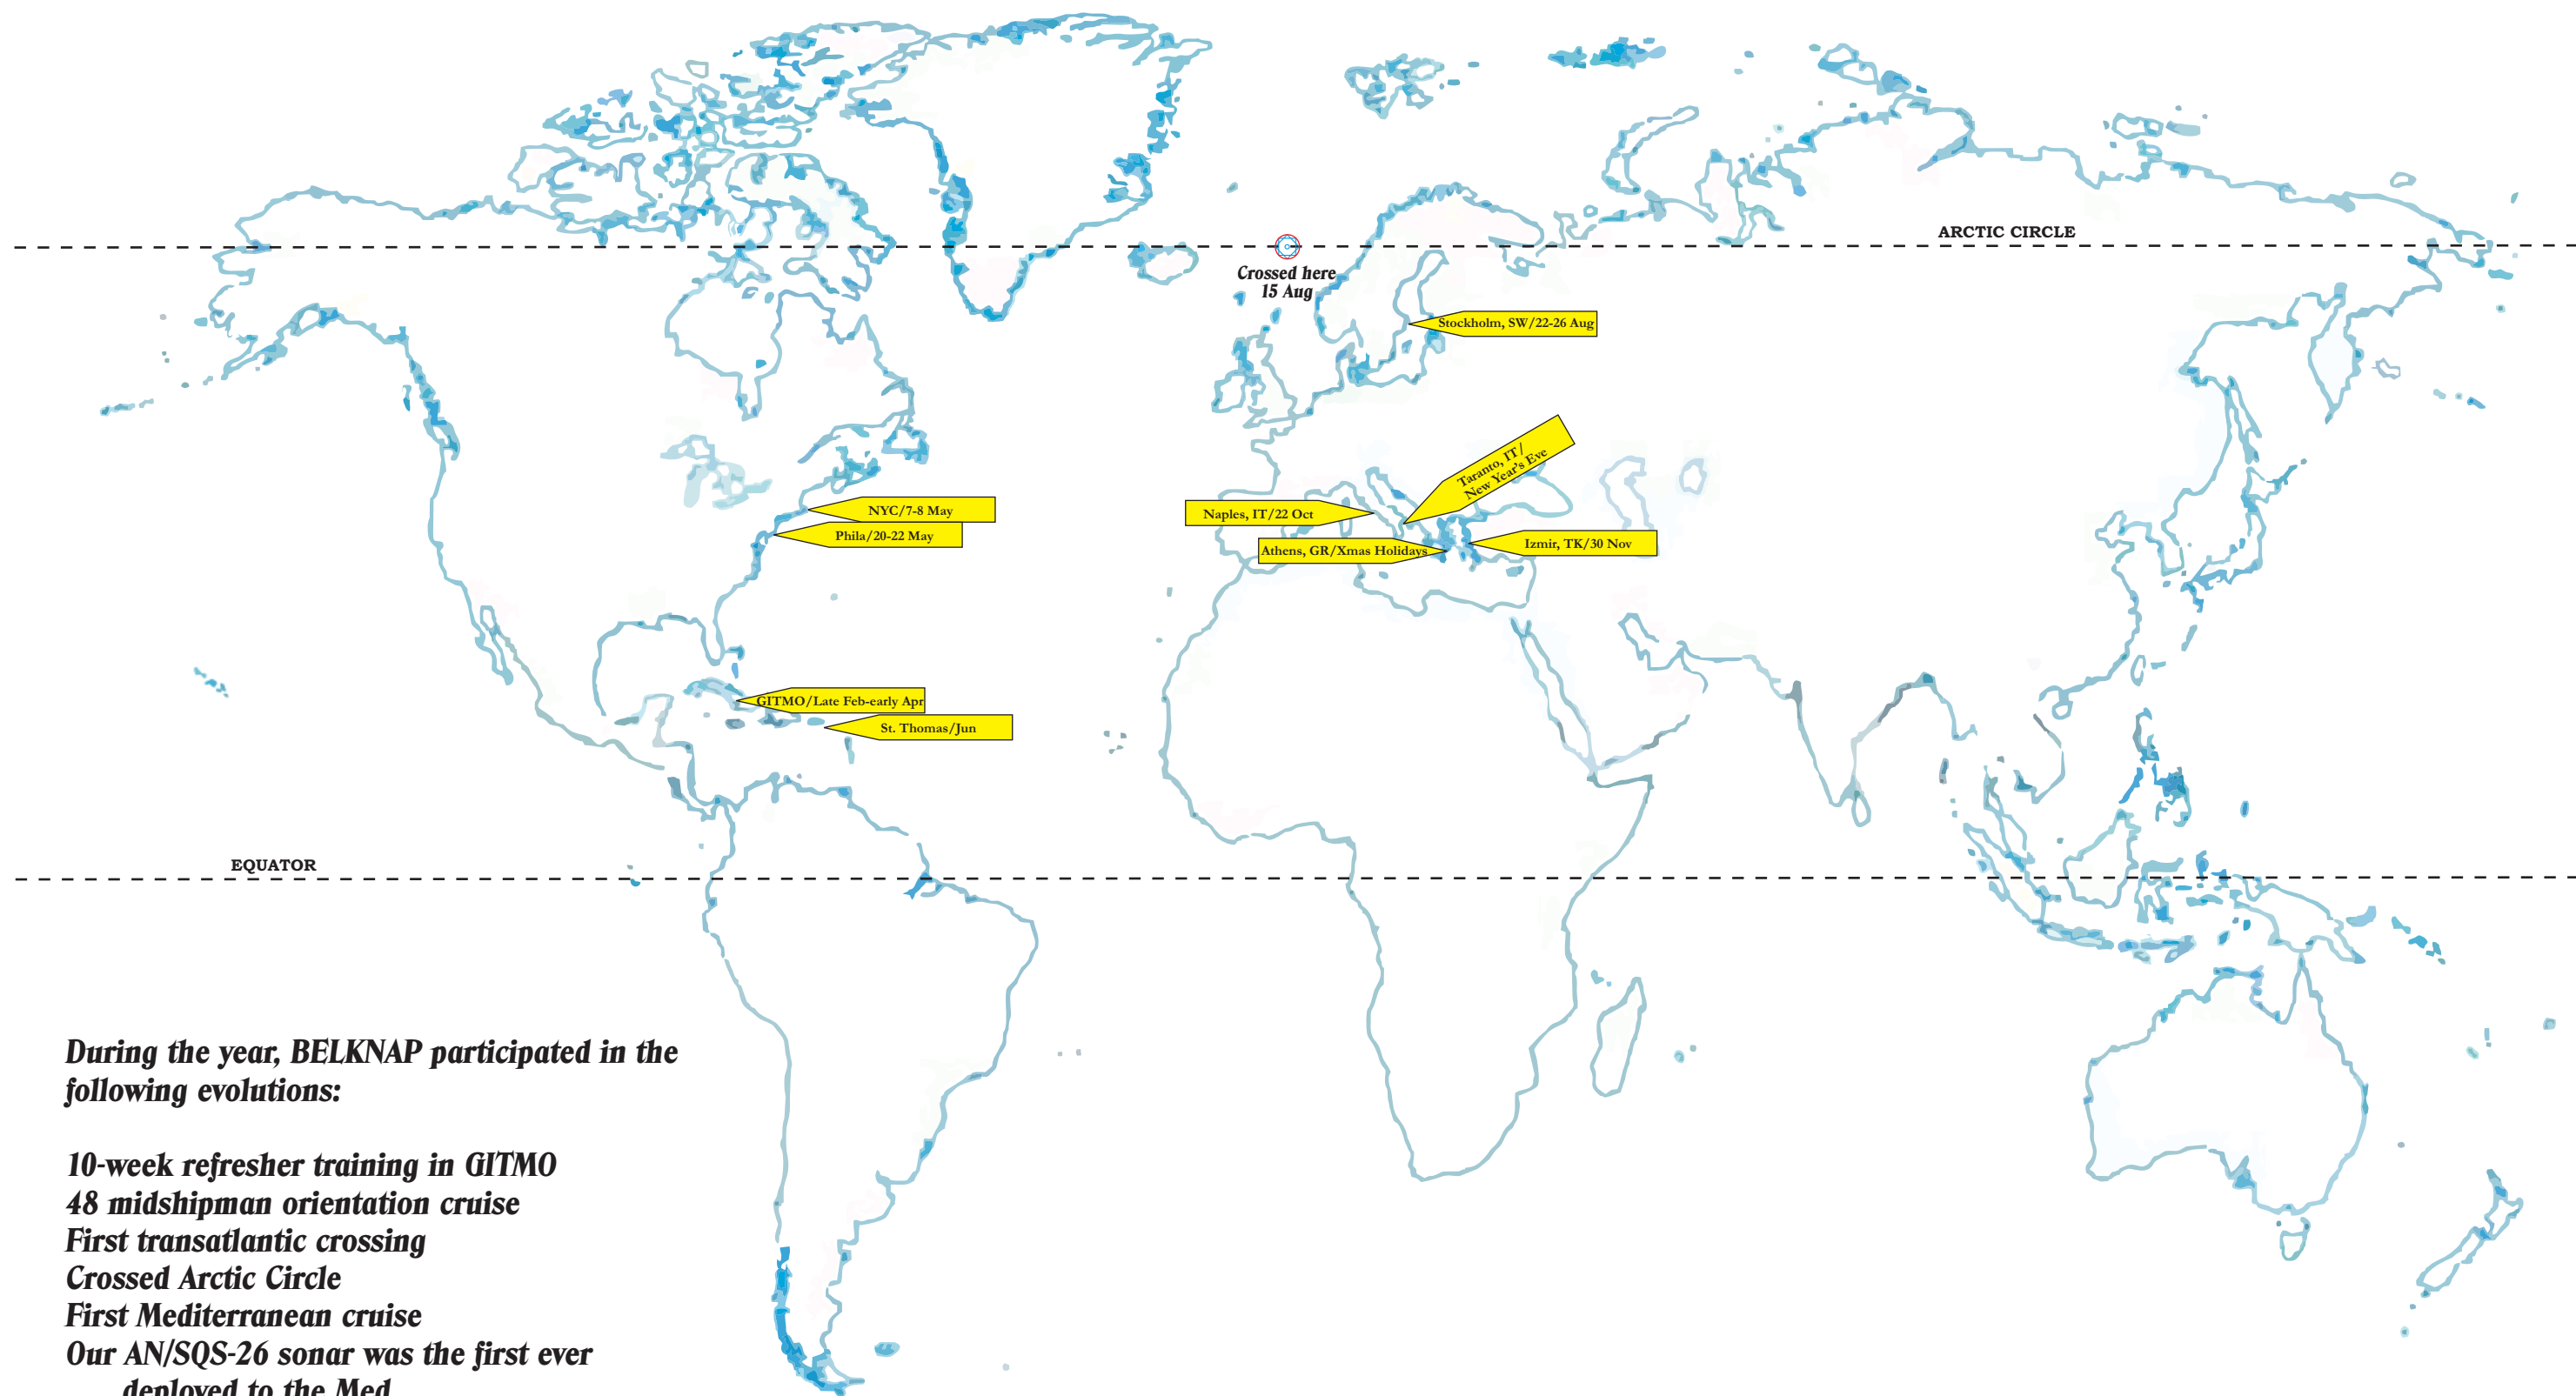 ARCTIC CIRCLE
Crossed here
15 Aug
Stockholm, SW/22-26 Aug
Taranto, IT/
New Year's Eve
NYC/7-8 May
Naples, IT/22 Oct
Phila/20-22 May
Izmir, TK/30 Nov
Athens, GR/Xmas Holidays
GITMO/Late Feb-early Apr
St. Thomas/Jun
EQUATOR
During the year, BELKNAP participated in the
following evolutions:
10-week refresher training in GITMO
48 midshipman orientation cruise
First transatlantic crossing
Crossed Arctic Circle
First Mediterranean cruise
Our AN/SQS-26 sonar was the first ever
deployed to the Med